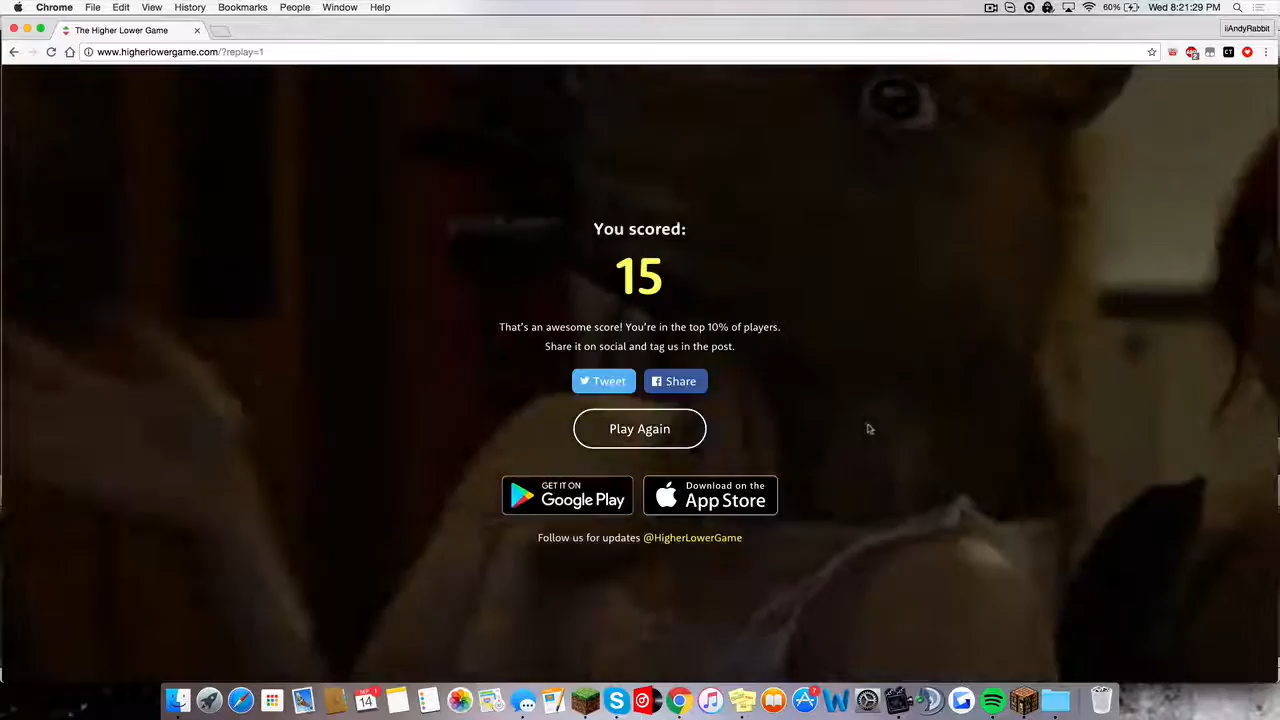 Chrome File Edit View History Bookmarks People Window Help 60% Wed 8:21:29 PM
The Higher Lower Game iiAndyRabbit
www.higherlowergame.com/?replay=1
You scored:
15
That's an awesome score! You're in the top 10% of players.
Share it on social and tag us in the post.
Tweet Share
Play Again
GET IT ON
Google Play
Download on the
App Store
Follow us for updates @HigherLowerGame